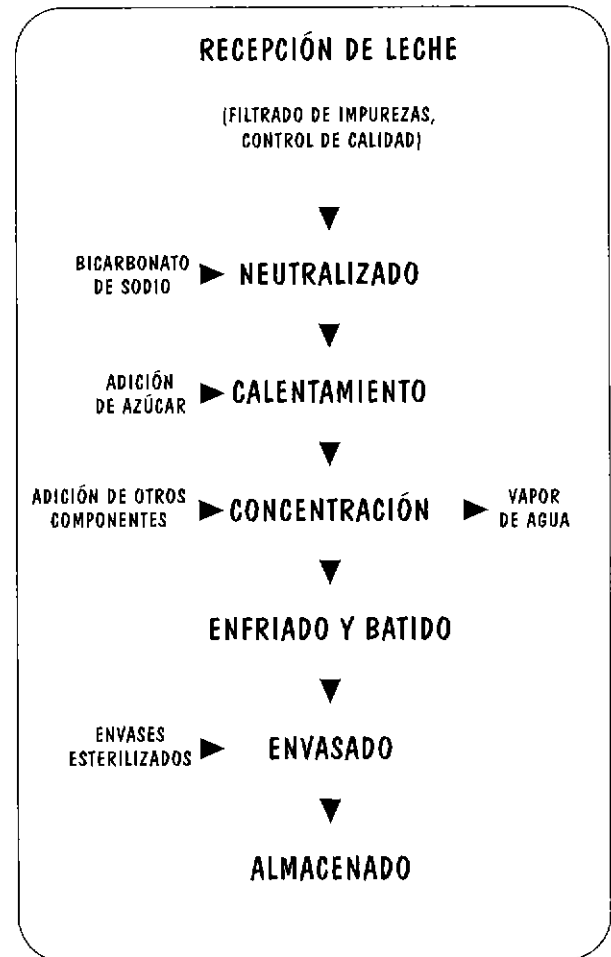 RECEPCIÓN DE LECHE
(FILTRADO DE IMPUREZAS,
CONTROL DE CALIDAD)
BICARBONATO
DE SODIO
NEUTRALIZADO
ADICIÓN
DE AZÚCAR
CALENTAMIENTO
ADICIÓN DE OTROS
COMPONENTES
CONCENTRACIÓN
VAPOR
DE AGUA
ENFRIADO Y BATIDO
ENVASES
ESTERILIZADOS
ENVASADO
ALMACENADO